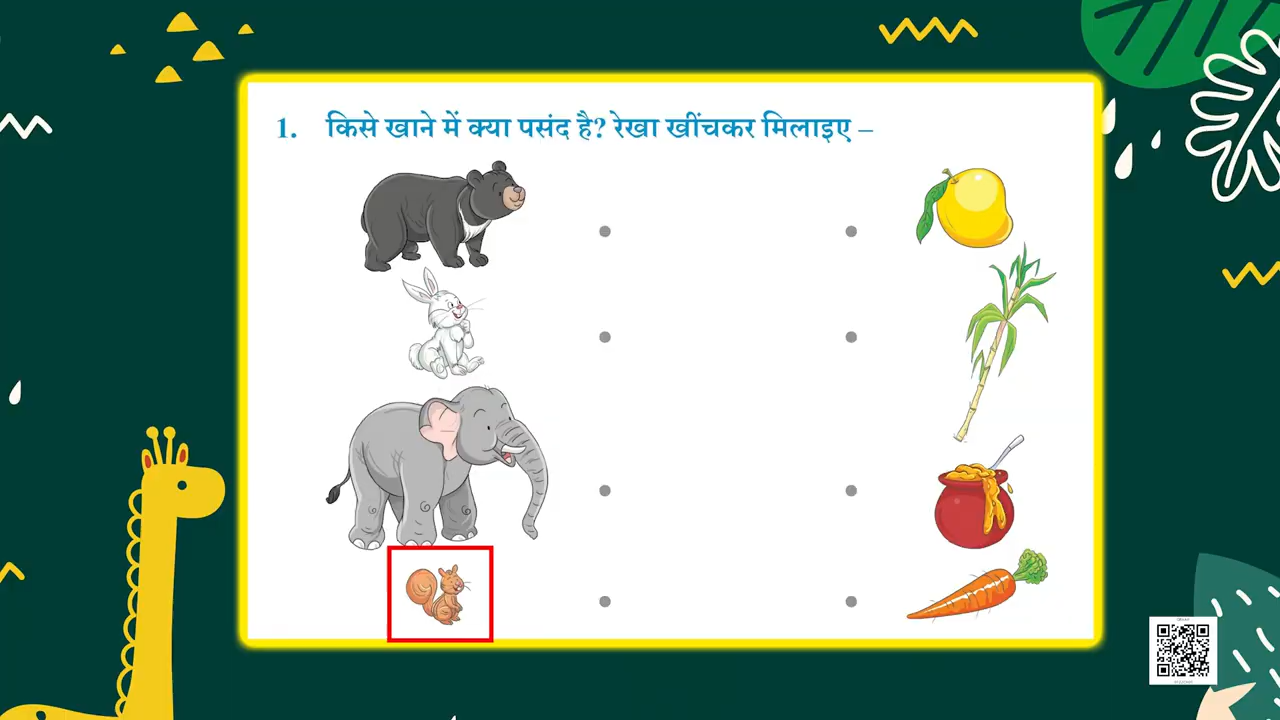 1. किसे खाने में क्या पसंद है? रेखा खींचकर मिलाइए –